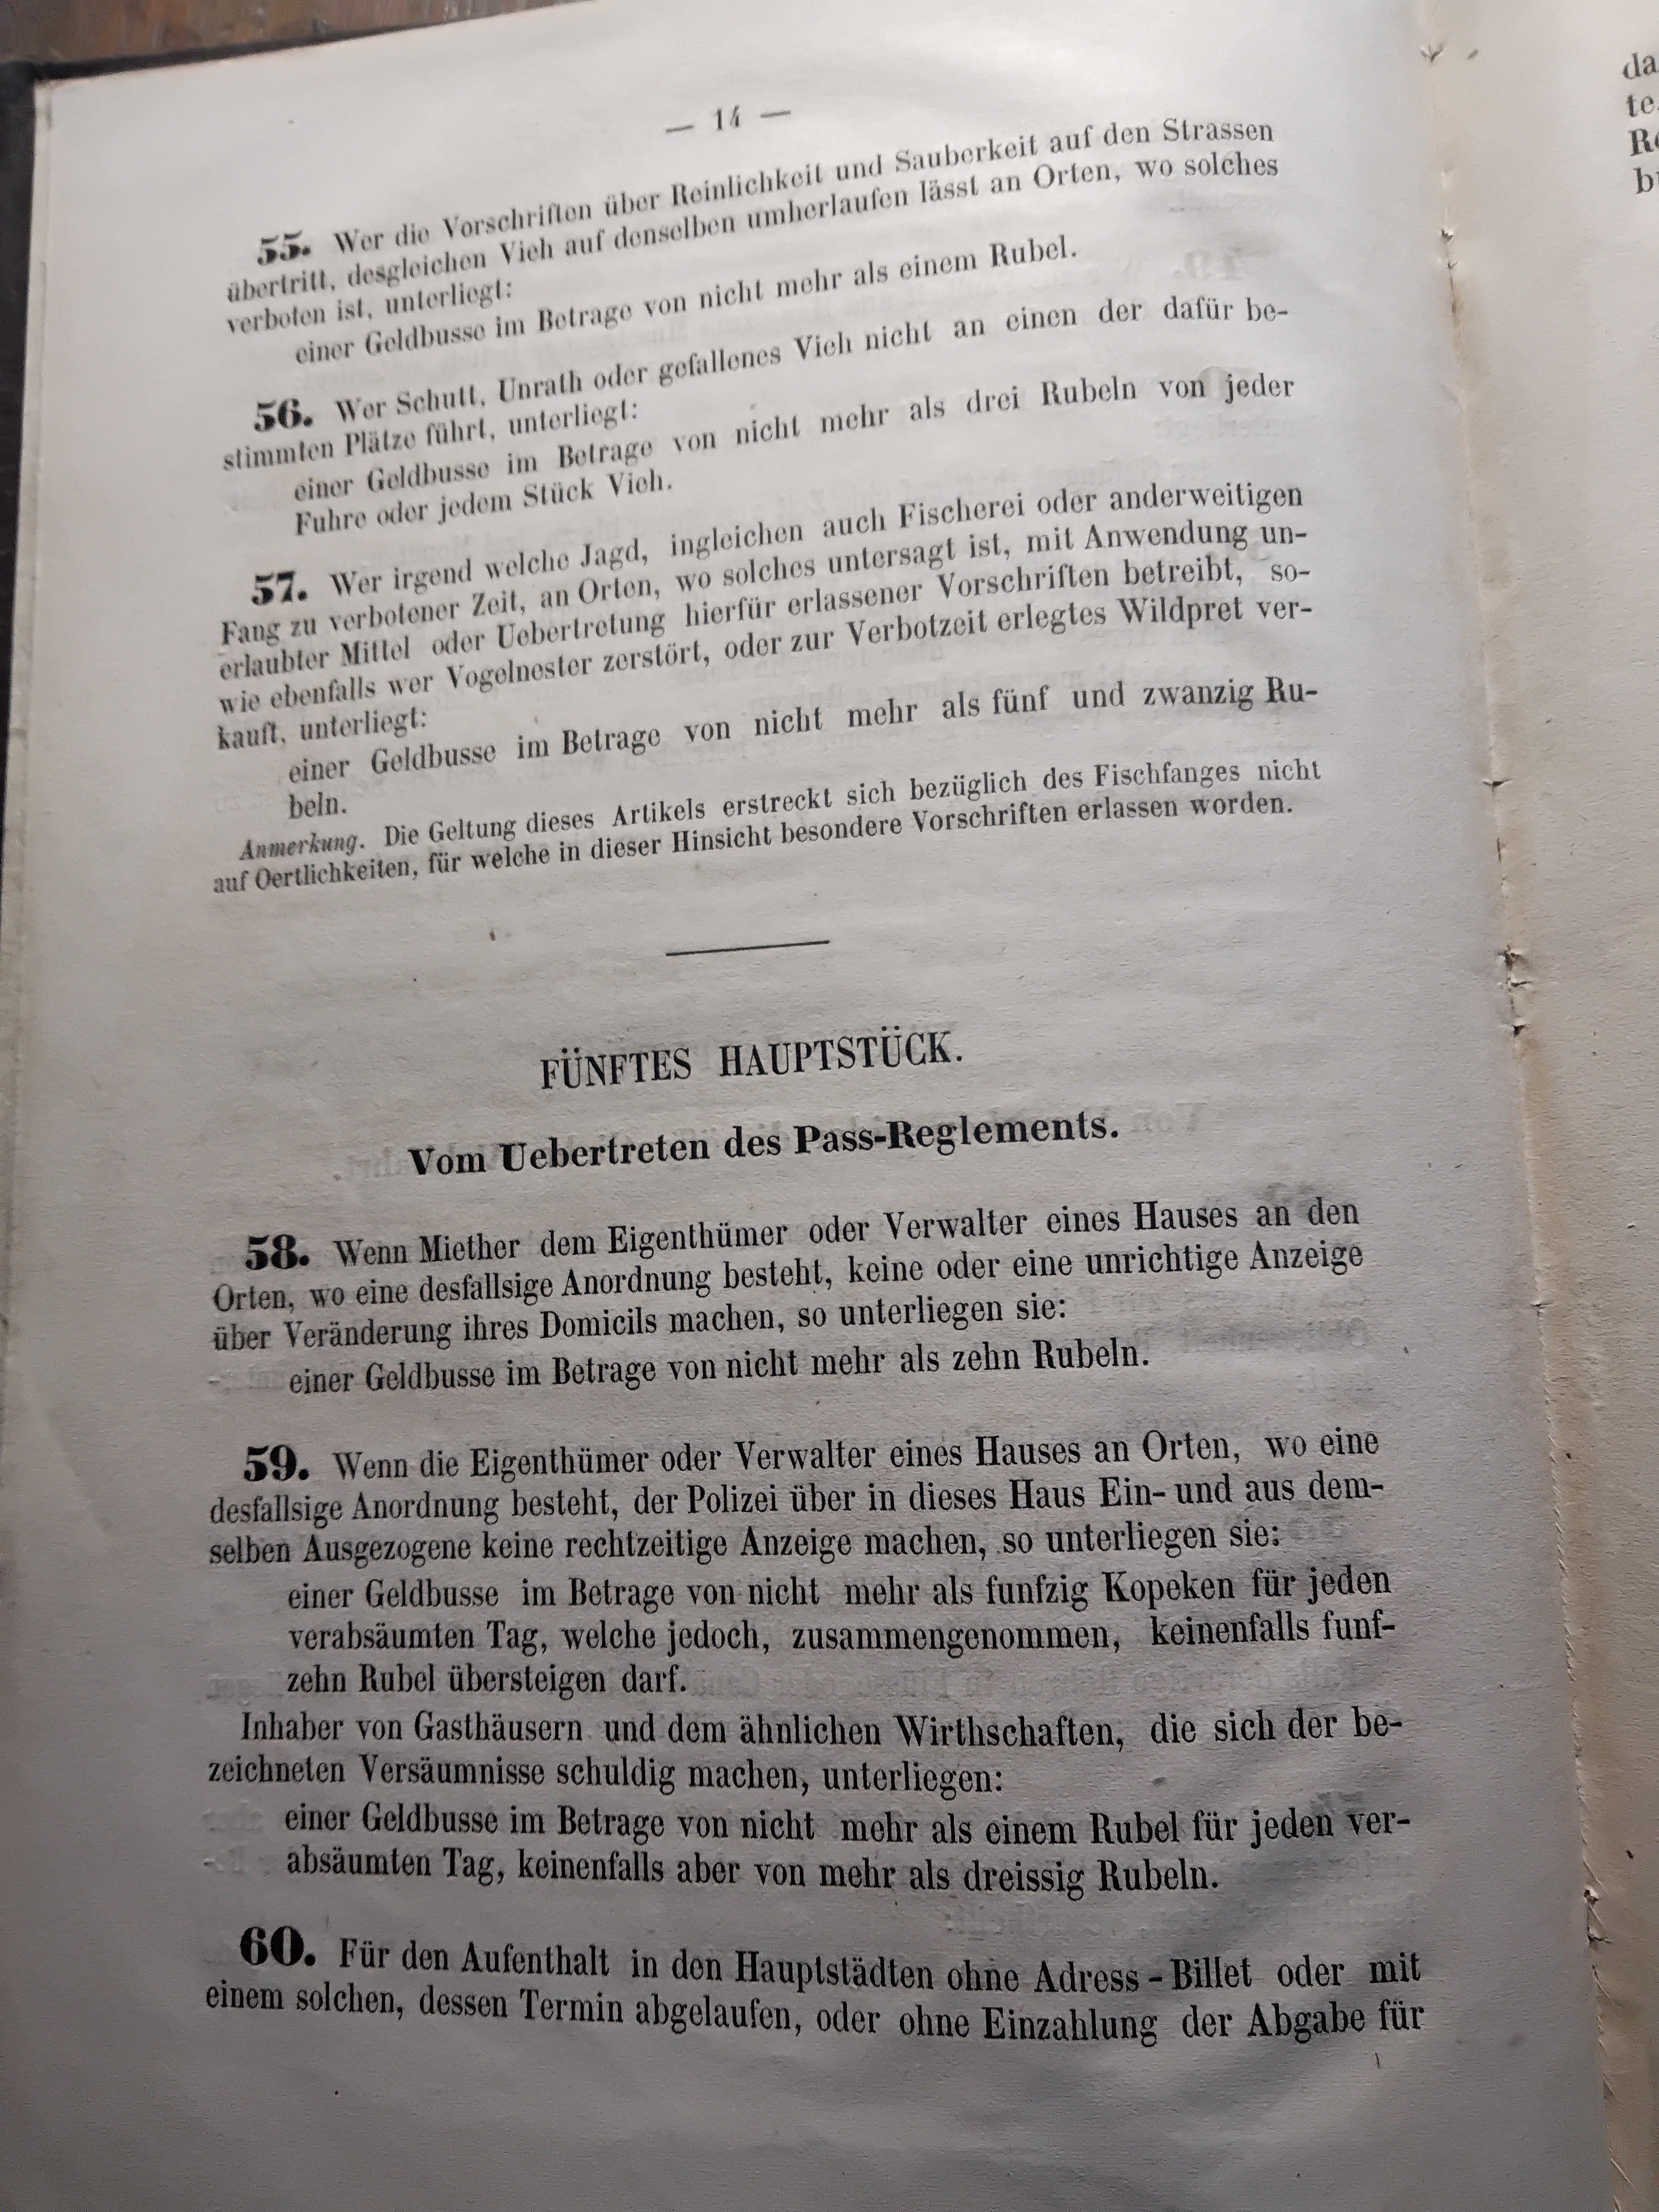 — 14 —
55. Wer die Vorschriften über Reinlichkeit und Sauberkeit auf den Strassen
übertritt, desgleichen Vieh auf denselben umherlaufen lässt an Orten, wo solches
verboten ist, unterliegt:
einer Geldbusse im Betrage von nicht mehr als einem Rubel.
56. Wer Schutt, Unrath oder gefallenes Vieh nicht an einen der dafür be-
stimmten Plätze führt, unterliegt:
einer Geldbusse im Betrage von nicht mehr als drei Rubeln von jeder
Fuhre oder jedem Stück Vieh.
57. Wer irgend welche Jagd, ingleichen auch Fischerei oder anderweitigen
Fang zu verbotener Zeit, an Orten, wo solches untersagt ist, mit Anwendung un-
erlaubter Mittel oder Uebertretung hierfür erlassener Vorschriften betreibt, so-
wie ebenfalls wer Vogelnester zerstört, oder zur Verbotzeit erlegtes Wildpret ver-
kauft, unterliegt:
einer Geldbusse im Betrage von nicht mehr als fünf und zwanzig Ru-
beln.
Anmerkung. Die Geltung dieses Artikels erstreckt sich bezüglich des Fischfanges nicht
auf Oertlichkeiten, für welche in dieser Hinsicht besondere Vorschriften erlassen worden.
FÜNFTES HAUPTSTÜCK.
Vom Uebertreten des Pass-Reglements.
58. Wenn Miether dem Eigenthümer oder Verwalter eines Hauses an den
Orten, wo eine desfallsige Anordnung besteht, keine oder eine unrichtige Anzeige
über Veränderung ihres Domicils machen, so unterliegen sie:
einer Geldbusse im Betrage von nicht mehr als zehn Rubeln.
59. Wenn die Eigenthümer oder Verwalter eines Hauses an Orten, wo eine
desfallsige Anordnung besteht, der Polizei über in dieses Haus Ein- und aus dem-
selben Ausgezogene keine rechtzeitige Anzeige machen, so unterliegen sie:
einer Geldbusse im Betrage von nicht mehr als funfzig Kopeken für jeden
verabsäumten Tag, welche jedoch, zusammengenommen, keinenfalls funf-
zehn Rubel übersteigen darf.
Inhaber von Gasthäusern und dem ähnlichen Wirthschaften, die sich der be-
zeichneten Versäumnisse schuldig machen, unterliegen:
einer Geldbusse im Betrage von nicht mehr als einem Rubel für jeden ver-
absäumten Tag, keinenfalls aber von mehr als dreissig Rubeln.
60. Für den Aufenthalt in den Hauptstädten ohne Adress-Billet oder mit
einem solchen, dessen Termin abgelaufen, oder ohne Einzahlung der Abgabe für